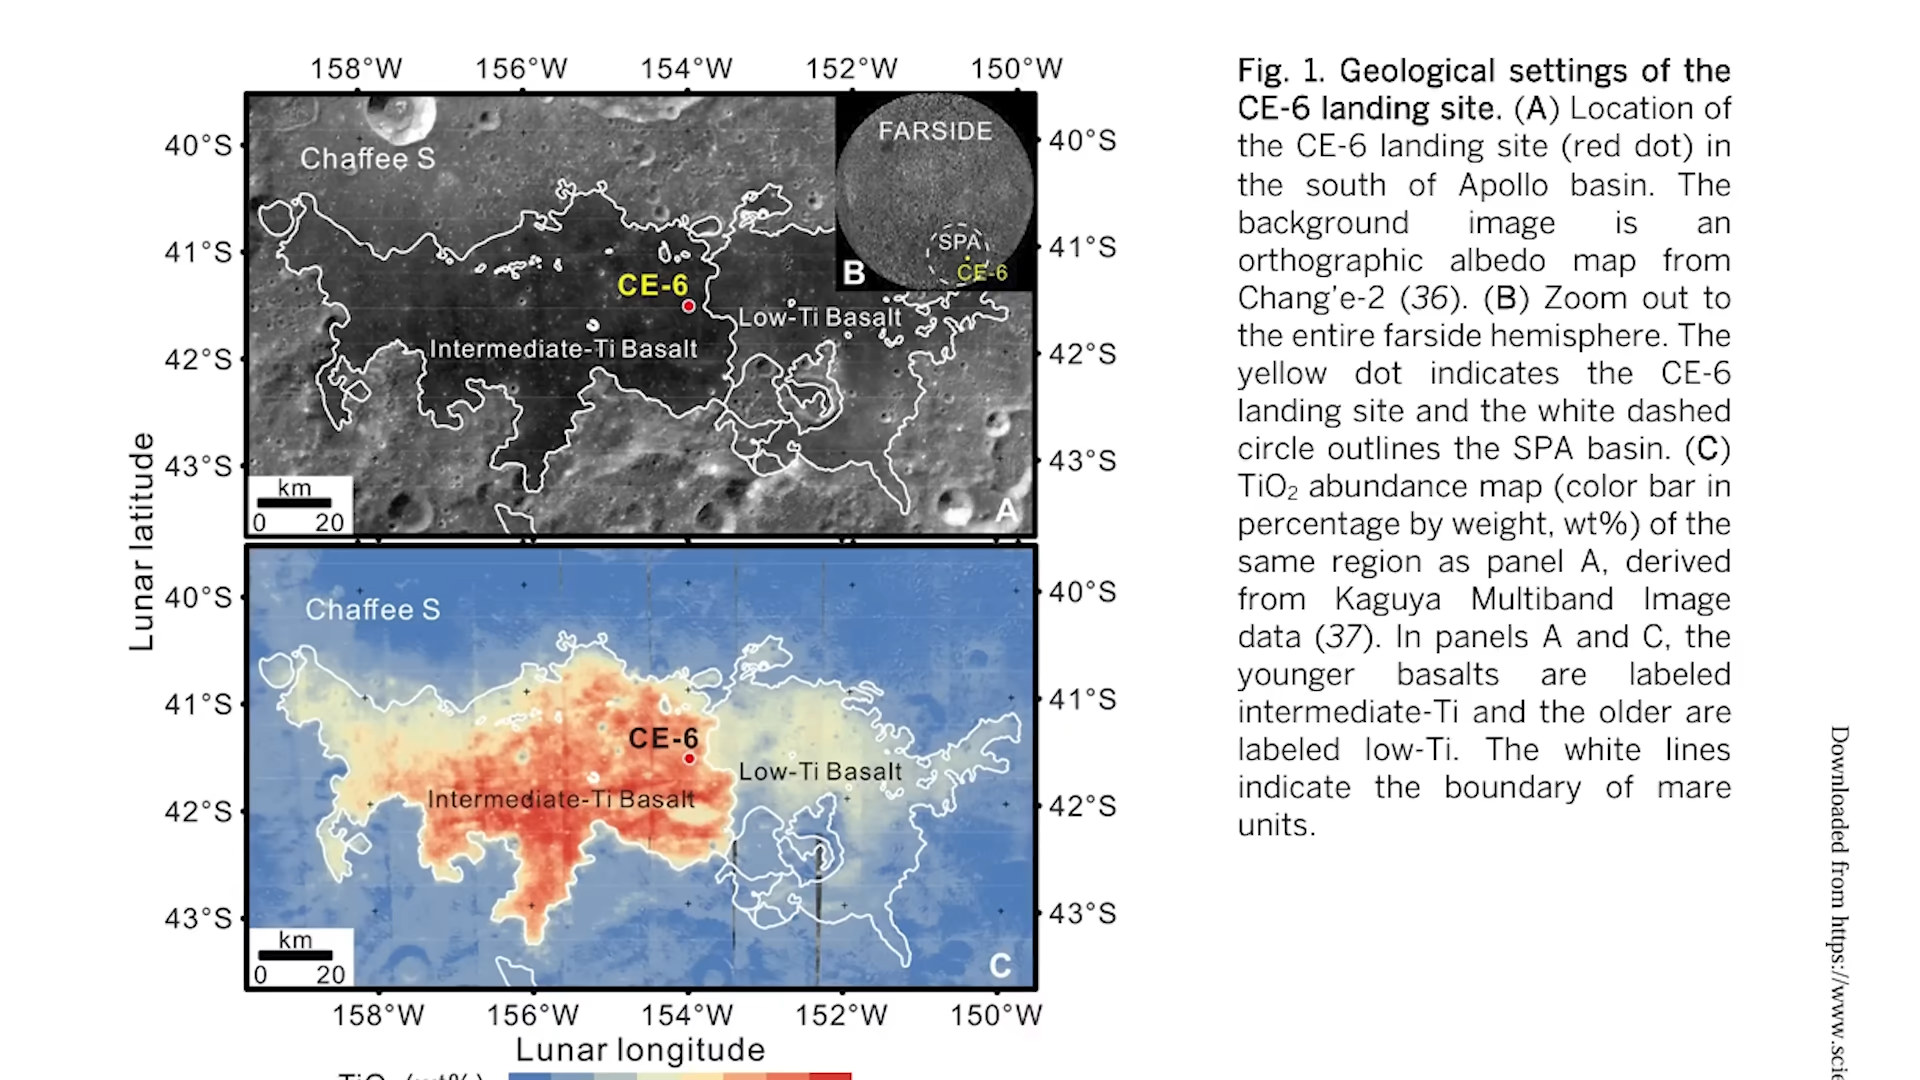 158°W 156°W 154°W 152°W 150°W
40°S
41°S
42°S
43°S
40°S
41°S
42°S
43°S
Chaffee S
FARSIDE
SPA
CE-6
B
CE-6
Low-Ti Basalt
Intermediate-Ti Basalt
km
0 20
A
Lunar latitude
40°S
41°S
42°S
43°S
40°S
41°S
42°S
43°S
Chaffee S
CE-6
Low-Ti Basalt
Intermediate-Ti Basalt
km
0 20
C
158°W 156°W 154°W 152°W 150°W
Lunar longitude
TiO₂ (wt%)
Fig. 1. Geological settings of the
CE-6 landing site. (A) Location of
the CE-6 landing site (red dot) in
the south of Apollo basin. The
background image is an
orthographic albedo map from
Chang'e-2 (36). (B) Zoom out to
the entire farside hemisphere. The
yellow dot indicates the CE-6
landing site and the white dashed
circle outlines the SPA basin. (C)
TiO₂ abundance map (color bar in
percentage by weight, wt%) of the
same region as panel A, derived
from Kaguya Multiband Image
data (37). In panels A and C, the
younger basalts are labeled
intermediate-Ti and the older are
labeled low-Ti. The white lines
indicate the boundary of mare
units.
Downloaded from https://www.scie